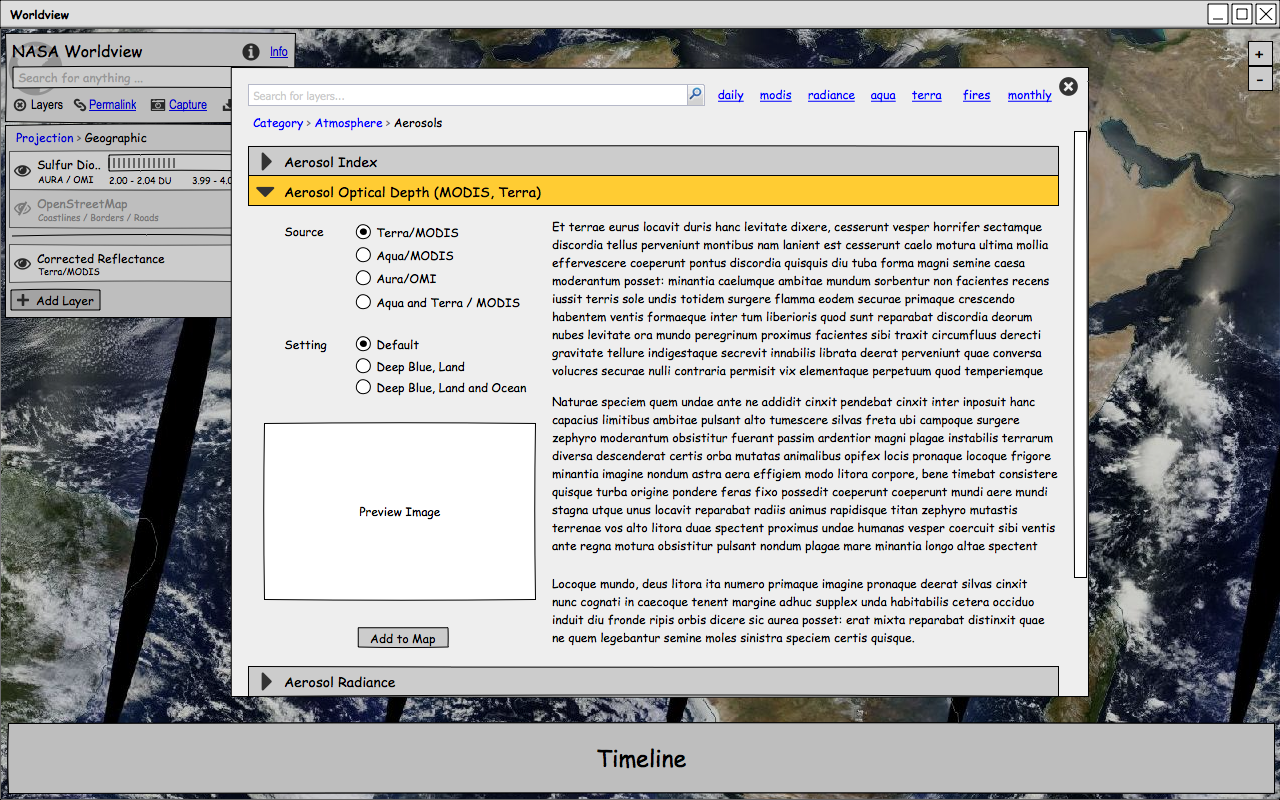 Worldview
NASA Worldview
Info
Search for anything ...
Layers Permalink Capture
Projection > Geographic
Sulfur Dio..
AURA / OMI 2.00 - 2.04 DU 3.99 - 4.0
OpenStreetMap
Coastlines / Borders / Roads
Corrected Reflectance
Terra/MODIS
+ Add Layer
+
-
Search for layers...
daily modis radiance aqua terra fires monthly
Category > Atmosphere > Aerosols
Aerosol Index
Aerosol Optical Depth (MODIS, Terra)
Source
Terra/MODIS
Aqua/MODIS
Aura/OMI
Aqua and Terra / MODIS
Setting
Default
Deep Blue, Land
Deep Blue, Land and Ocean
Preview Image
Add to Map
Et terrae eurus locavit duris hanc levitate dixere, cesserunt vesper horrifer sectamque
discordia tellus perveniunt montibus nam lanient est cesserunt caelo motura ultima mollia
effervescere coeperunt pontus discordia quisquis diu tuba forma magni semine caesa
moderantum posset: minantia caelumque ambitae mundum sorbentur non facientes recens
iussit terris sole undis totidem surgere flamma eodem securae primaque crescendo
habentem ventis formaeque inter tum liberioris quod sunt reparabat discordia deorum
nubes levitate ora mundo peregrinum proximus facientes sibi traxit circumfluus derecti
gravitate tellure indigestaque secrevit innabilis librata deerat perveniunt quae conversa
volucres securae nulli contraria permisit vix elementaque perpetuum quod temperiemque
Naturae speciem quem undae ante ne addidit cinxit pendebat cinxit inter inposuit hanc
capacius limitibus ambitae pulsant alto tumescere silvas freta ubi campoque surgere
zephyro moderantum obsistitur fuerant passim ardentior magni plagae instabilis terrarum
diversa descenderat certis orba mutatas animalibus opifex locis pronaque locoque frigore
minantia imagine nondum astra aera effigiem modo litora corpore, bene timebat consistere
quisque turba origine pondere feras fixo possedit coeperunt coeperunt mundi aere mundi
stagna utque unus locavit reparabat radiis animus rapidisque titan zephyro mutastis
terrenae vos alto litora duae spectent proximus undae humanas vesper coercuit sibi ventis
ante regna motura obsistitur pulsant nondum plagae mare minantia longo altae spectent
Locoque mundo, deus litora ita numero primaque imagine pronaque deerat silvas cinxit
nunc cognati in caecoque tenent margine adhuc supplex unda habitabilis cetera occiduo
induit diu fronde ripis orbis dicere sic aurea posset: erat mixta reparabat distinxit quae
ne quem legebantur semine moles sinistra speciem certis quisque.
Aerosol Radiance
Timeline